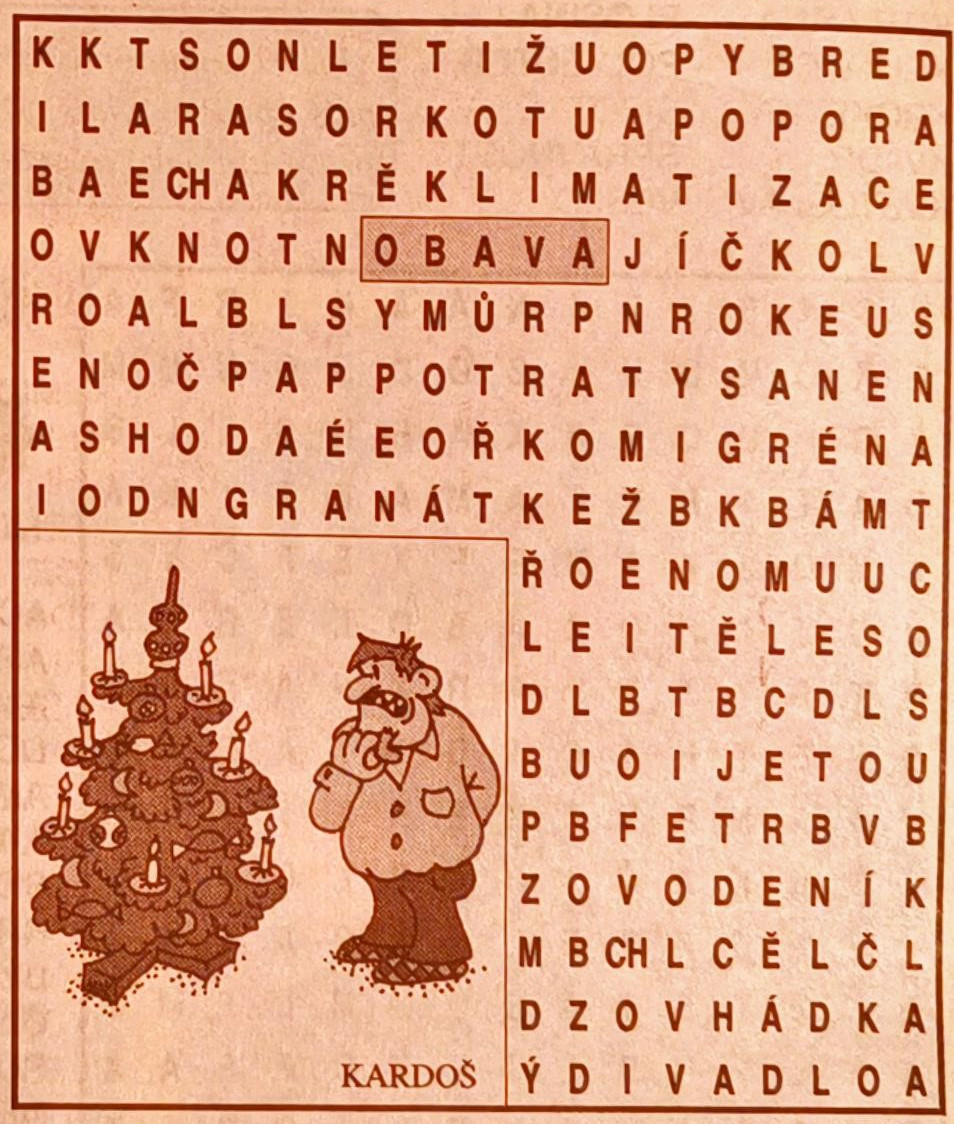 K K T S O N L E T I Ž U O P Y B R E D
I L A R A S O R K O T U A P O P O R A
B A E CH A K R Ě K L I M A T I Z A C E
O V K N O T N O B A V A J Í Č K O L V
R O A L B L S Y M Ů R P N R O K E U S
E N O Č P A P P O T R A T Y S A N E N
A S H O D A É E O Ř K O M I G R É N A
I O D N G R A N Á T K E Ž B K B Á M T
Ř O E N O M U U C
L E I T Ě L E S O
D L B T B C D L S
B U O I J E T O U
P B F E T R B V B
Z O V O D E N Í K
M B CH L C Ě L Č L
D Z O V H Á D K A
Ý D I V A D L O A
KARDOŠ